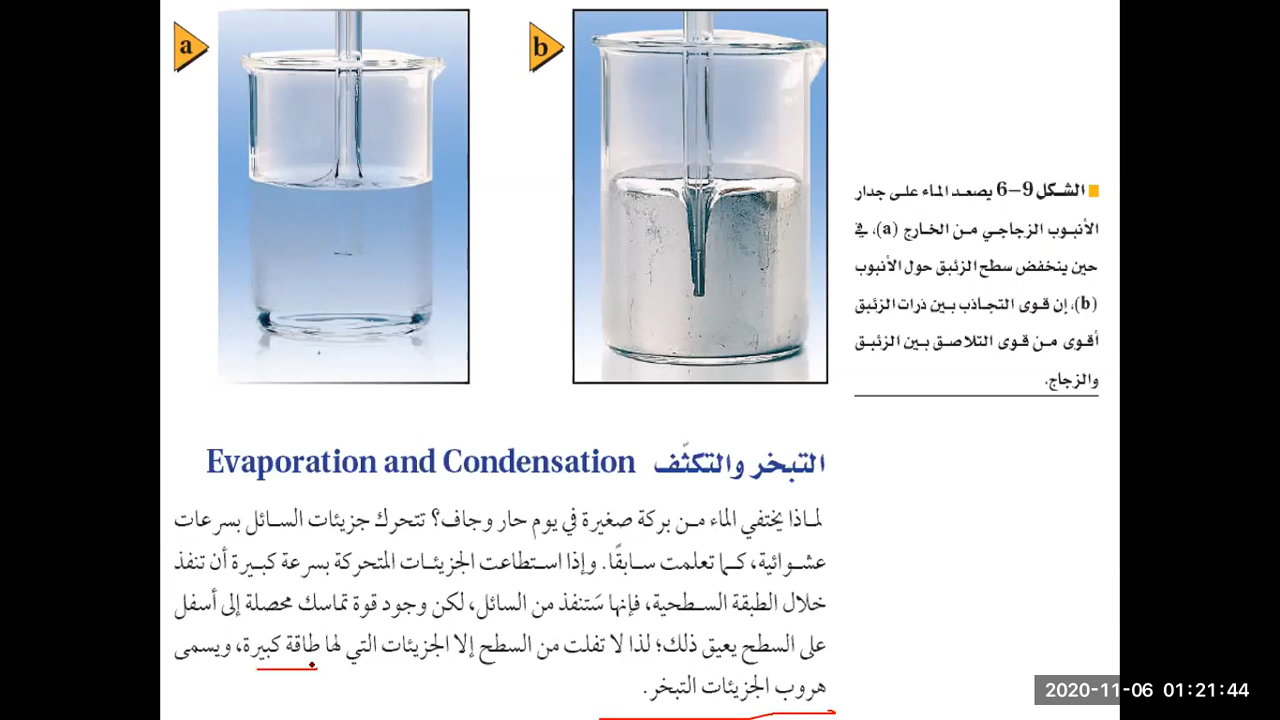 a
b
الشكل 9–6 يصعد الماء على جدار
الأنبوب الزجاجي من الخارج (a)، في
حين ينخفض سطح الزئبق حول الأنبوب
(b)، إن قوى التجاذب بين ذرات الزئبق
أقوى من قوى التلاصق بين الزئبق
والزجاج.
التبخر والتكثّف Evaporation and Condensation
لماذا يختفي الماء من بركة صغيرة في يوم حار وجاف؟ تتحرك جزيئات السائل بسرعات
عشوائية، كما تعلمت سابقًا. وإذا استطاعت الجزيئات المتحركة بسرعة كبيرة أن تنفذ
خلال الطبقة السطحية، فإنها سَتنفذ من السائل، لكن وجود قوة تماسك محصلة إلى أسفل
على السطح يعيق ذلك؛ لذا لا تفلت من السطح إلا الجزيئات التي لها طاقة كبيرة، ويسمى
هروب الجزيئات التبخر.
2020-11-06 01:21:44